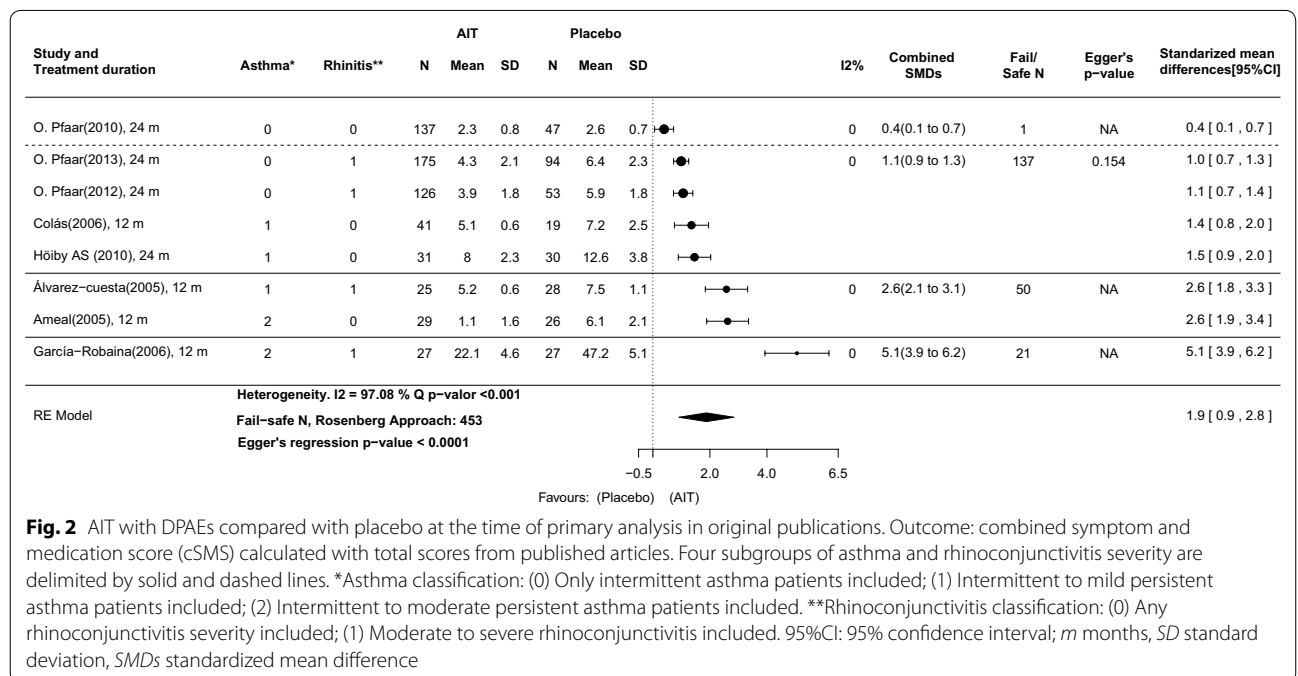 AIT Placebo
Study and Treatment duration Asthma* Rhinitis** N Mean SD N Mean SD I2% Combined SMDs Fail/ Safe N Egger's p−value Standarized mean differences[95%CI]
O. Pfaar(2010), 24 m 0 0 137 2.3 0.8 47 2.6 0.7 0 0.4(0.1 to 0.7) 1 NA 0.4 [ 0.1 , 0.7 ]
O. Pfaar(2013), 24 m 0 1 175 4.3 2.1 94 6.4 2.3 0 1.1(0.9 to 1.3) 137 0.154 1.0 [ 0.7 , 1.3 ]
O. Pfaar(2012), 24 m 0 1 126 3.9 1.8 53 5.9 1.8 1.1 [ 0.7 , 1.4 ]
Colás(2006), 12 m 1 0 41 5.1 0.6 19 7.2 2.5 1.4 [ 0.8 , 2.0 ]
Höiby AS (2010), 24 m 1 0 31 8 2.3 30 12.6 3.8 1.5 [ 0.9 , 2.0 ]
Álvarez−cuesta(2005), 12 m 1 1 25 5.2 0.6 28 7.5 1.1 0 2.6(2.1 to 3.1) 50 NA 2.6 [ 1.8 , 3.3 ]
Ameal(2005), 12 m 2 0 29 1.1 1.6 26 6.1 2.1 2.6 [ 1.9 , 3.4 ]
García−Robaina(2006), 12 m 2 1 27 22.1 4.6 27 47.2 5.1 0 5.1(3.9 to 6.2) 21 NA 5.1 [ 3.9 , 6.2 ]
Heterogeneity. I2 = 97.08 % Q p−valor <0.001
RE Model Fail−safe N, Rosenberg Approach: 453 1.9 [ 0.9 , 2.8 ]
Egger's regression p−value < 0.0001
−0.5 2.0 4.0 6.5
Favours: (Placebo) (AIT)
Fig. 2 AIT with DPAEs compared with placebo at the time of primary analysis in original publications. Outcome: combined symptom and
medication score (cSMS) calculated with total scores from published articles. Four subgroups of asthma and rhinoconjunctivitis severity are
delimited by solid and dashed lines. *Asthma classification: (0) Only intermittent asthma patients included; (1) Intermittent to mild persistent
asthma patients included; (2) Intermittent to moderate persistent asthma patients included. **Rhinoconjunctivitis classification: (0) Any
rhinoconjunctivitis severity included; (1) Moderate to severe rhinoconjunctivitis included. 95%CI: 95% confidence interval; m months, SD standard
deviation, SMDs standardized mean difference